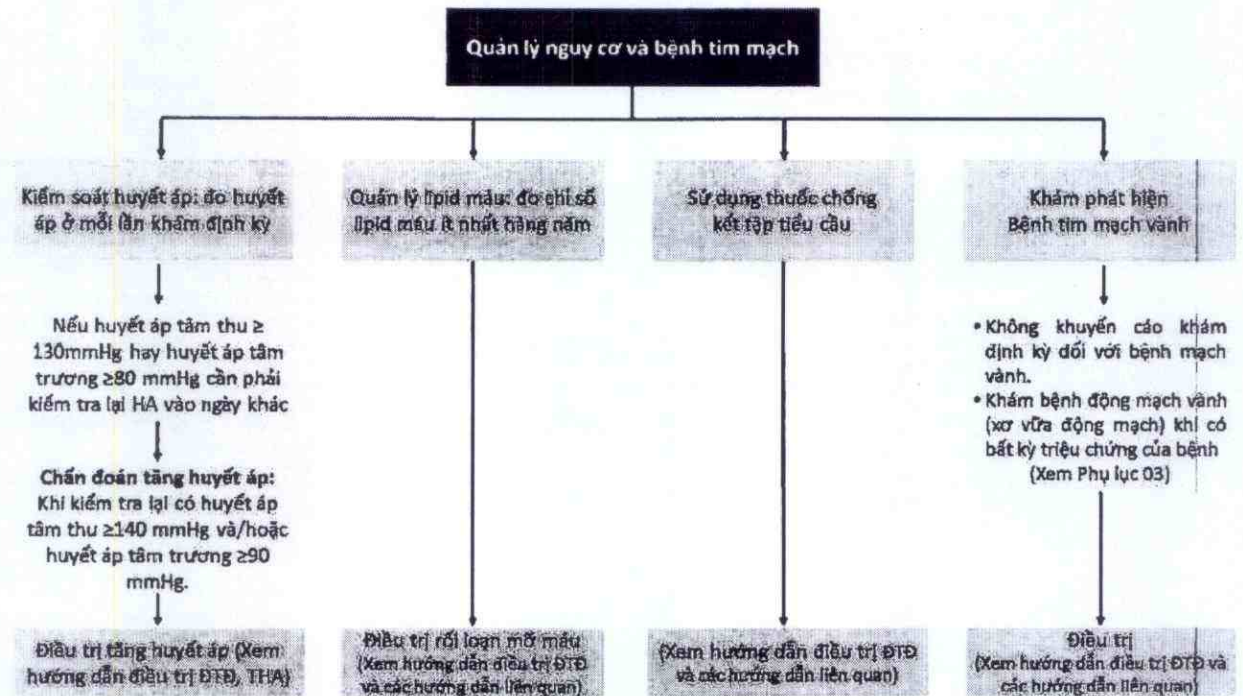 Quản lý nguy cơ và bệnh tim mạch
Kiểm soát huyết áp: đo huyết
áp ở mỗi lần khám định kỳ
Quản lý lipid máu: đo chỉ số
lipid máu ít nhất hàng năm
Sử dụng thuốc chống
kết tập tiểu cầu
Khám phát hiện
Bệnh tim mạch vành
Nếu huyết áp tâm thu ≥
130mmHg hay huyết áp tâm
trương ≥80 mmHg cần phải
kiểm tra lại HA vào ngày khác
Chẩn đoán tăng huyết áp:
Khi kiểm tra lại có huyết áp
tâm thu ≥140 mmHg và/hoặc
huyết áp tâm trương ≥90
mmHg.
• Không khuyến cáo khám
định kỳ đối với bệnh mạch
vành.
• Khám bệnh động mạch vành
(xơ vữa động mạch) khi có
bất kỳ triệu chứng của bệnh
(Xem Phụ lục 03)
Điều trị tăng huyết áp (Xem
hướng dẫn điều trị ĐTĐ, THA)
Điều trị rối loạn mỡ máu
(Xem hướng dẫn điều trị ĐTĐ
và các hướng dẫn liên quan)
(Xem hướng dẫn điều trị ĐTĐ
và các hướng dẫn liên quan)
Điều trị
(Xem hướng dẫn điều trị ĐTĐ và
các hướng dẫn liên quan)